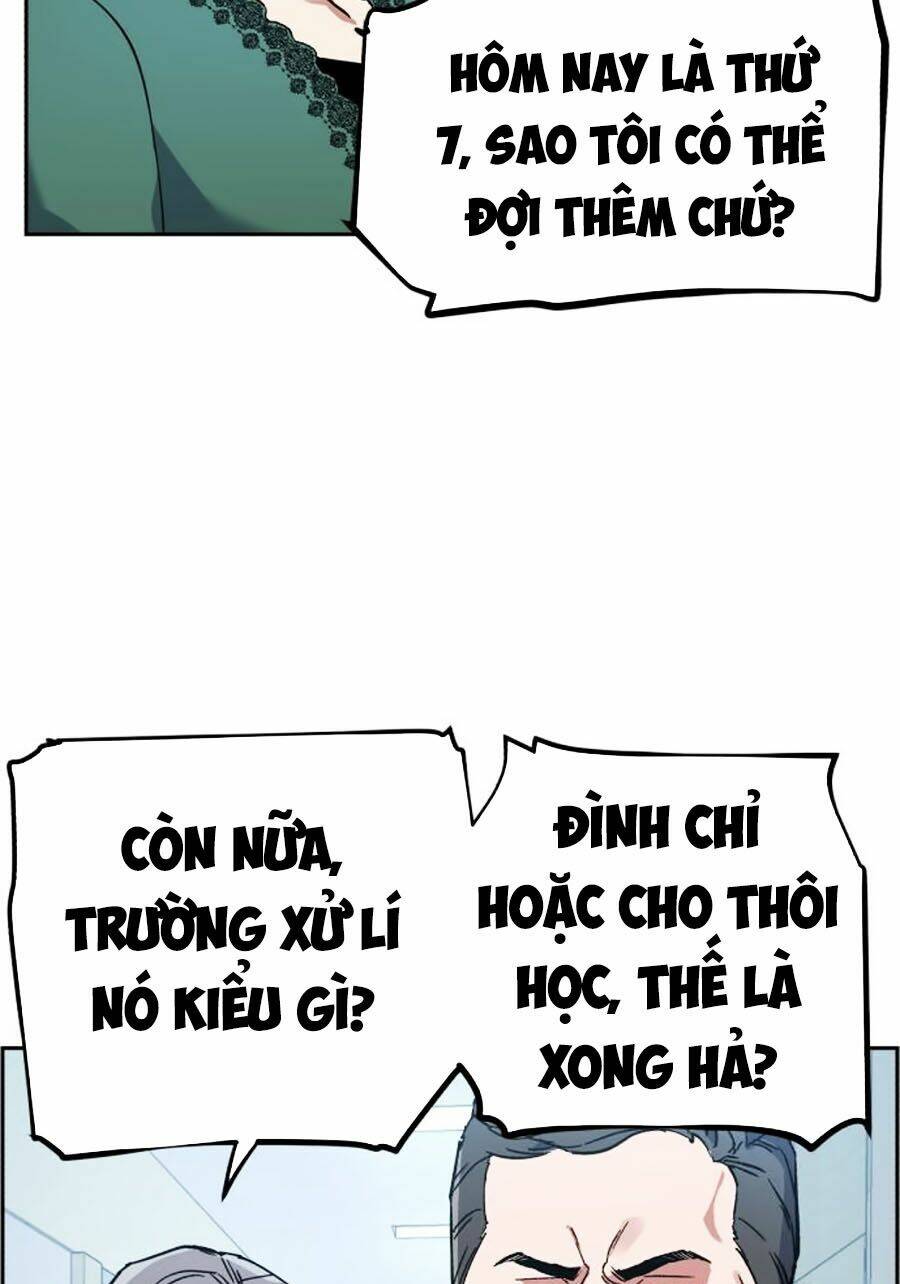 HÔM NAY LÀ THỨ
7, SAO TÔI CÓ THỂ
ĐỢI THÊM CHỨ?
CÒN NỮA,
TRƯỜNG XỬ LÍ
NÓ KIỂU GÌ?
ĐÌNH CHỈ
HOẶC CHO THÔI
HỌC, THẾ LÀ
XONG HẢ?